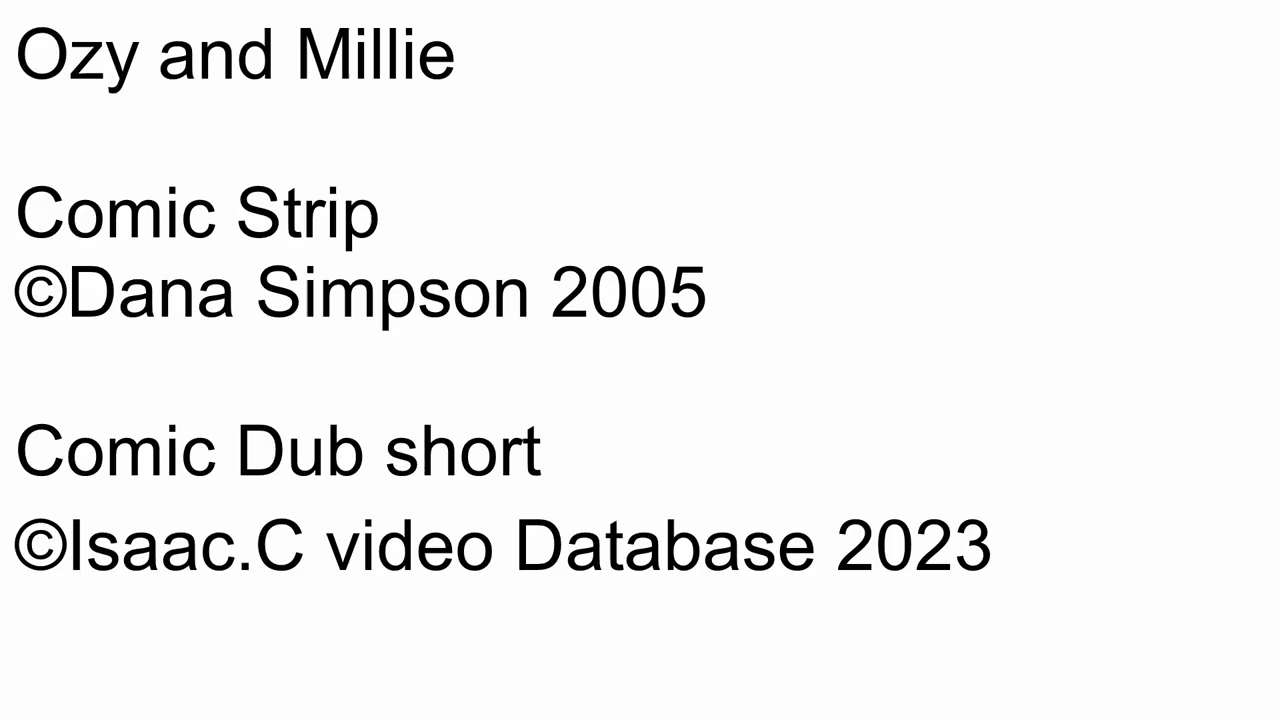 Ozy and Millie
Comic Strip
©Dana Simpson 2005
Comic Dub short
©Isaac.C video Database 2023